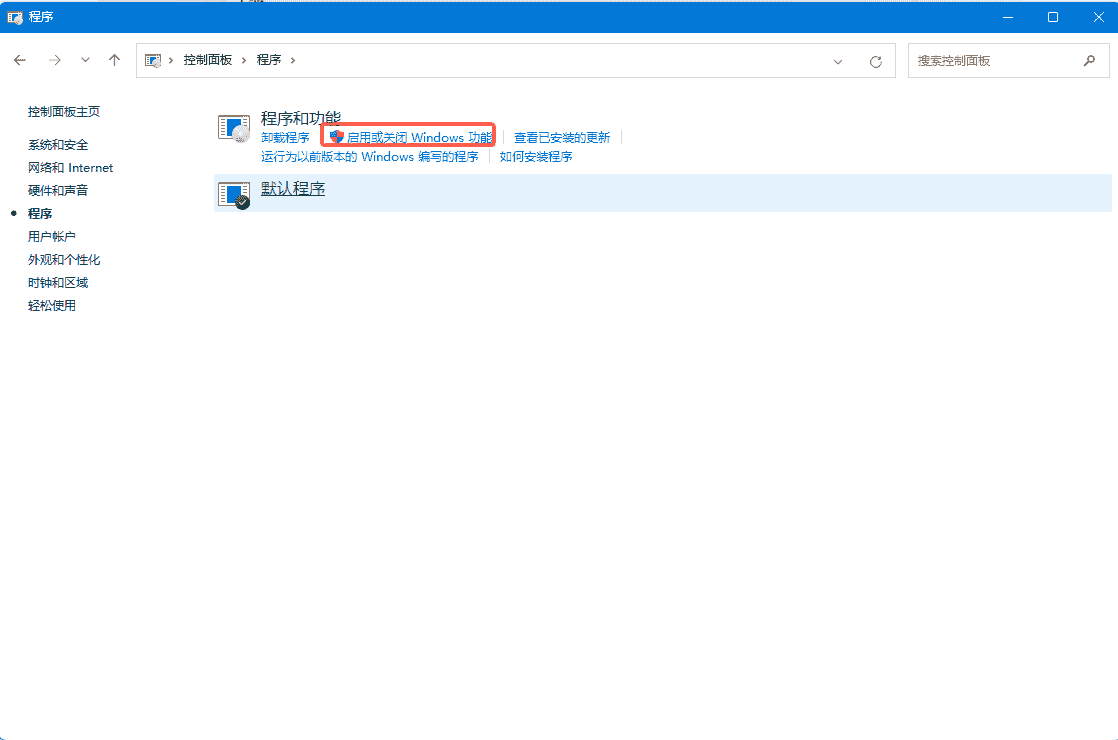 程序
控制面板 程序
搜索控制面板
控制面板主页
系统和安全
网络和 Internet
硬件和声音
程序
用户帐户
外观和个性化
时钟和区域
轻松使用
程序和功能
卸载程序 启用或关闭 Windows 功能 查看已安装的更新
运行为以前版本的 Windows 编写的程序 如何安装程序
默认程序